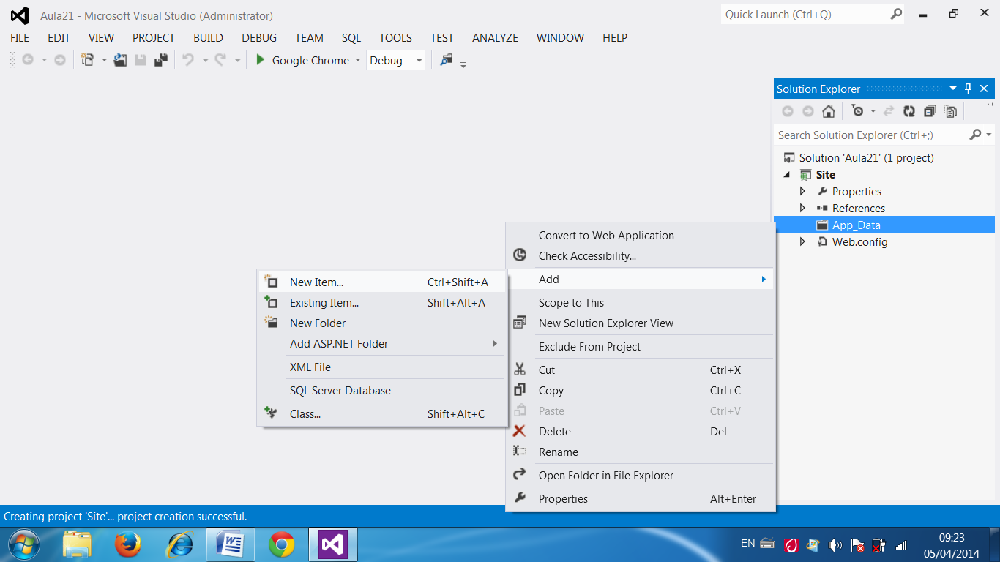 Aula21 - Microsoft Visual Studio (Administrator)
Quick Launch (Ctrl+Q)
FILE EDIT VIEW PROJECT BUILD DEBUG TEAM SQL TOOLS TEST ANALYZE WINDOW HELP
Google Chrome Debug
Solution Explorer
Search Solution Explorer (Ctrl+;)
Solution 'Aula21' (1 project)
Site
Properties
References
App_Data
Web.config
Convert to Web Application
Check Accessibility...
Add
Scope to This
New Solution Explorer View
Exclude From Project
Cut Ctrl+X
Copy Ctrl+C
Paste Ctrl+V
Delete Del
Rename
Open Folder in File Explorer
Properties Alt+Enter
New Item... Ctrl+Shift+A
Existing Item... Shift+Alt+A
New Folder
Add ASP.NET Folder
XML File
SQL Server Database
Class... Shift+Alt+C
Creating project 'Site'... project creation successful.
EN
09:23
05/04/2014